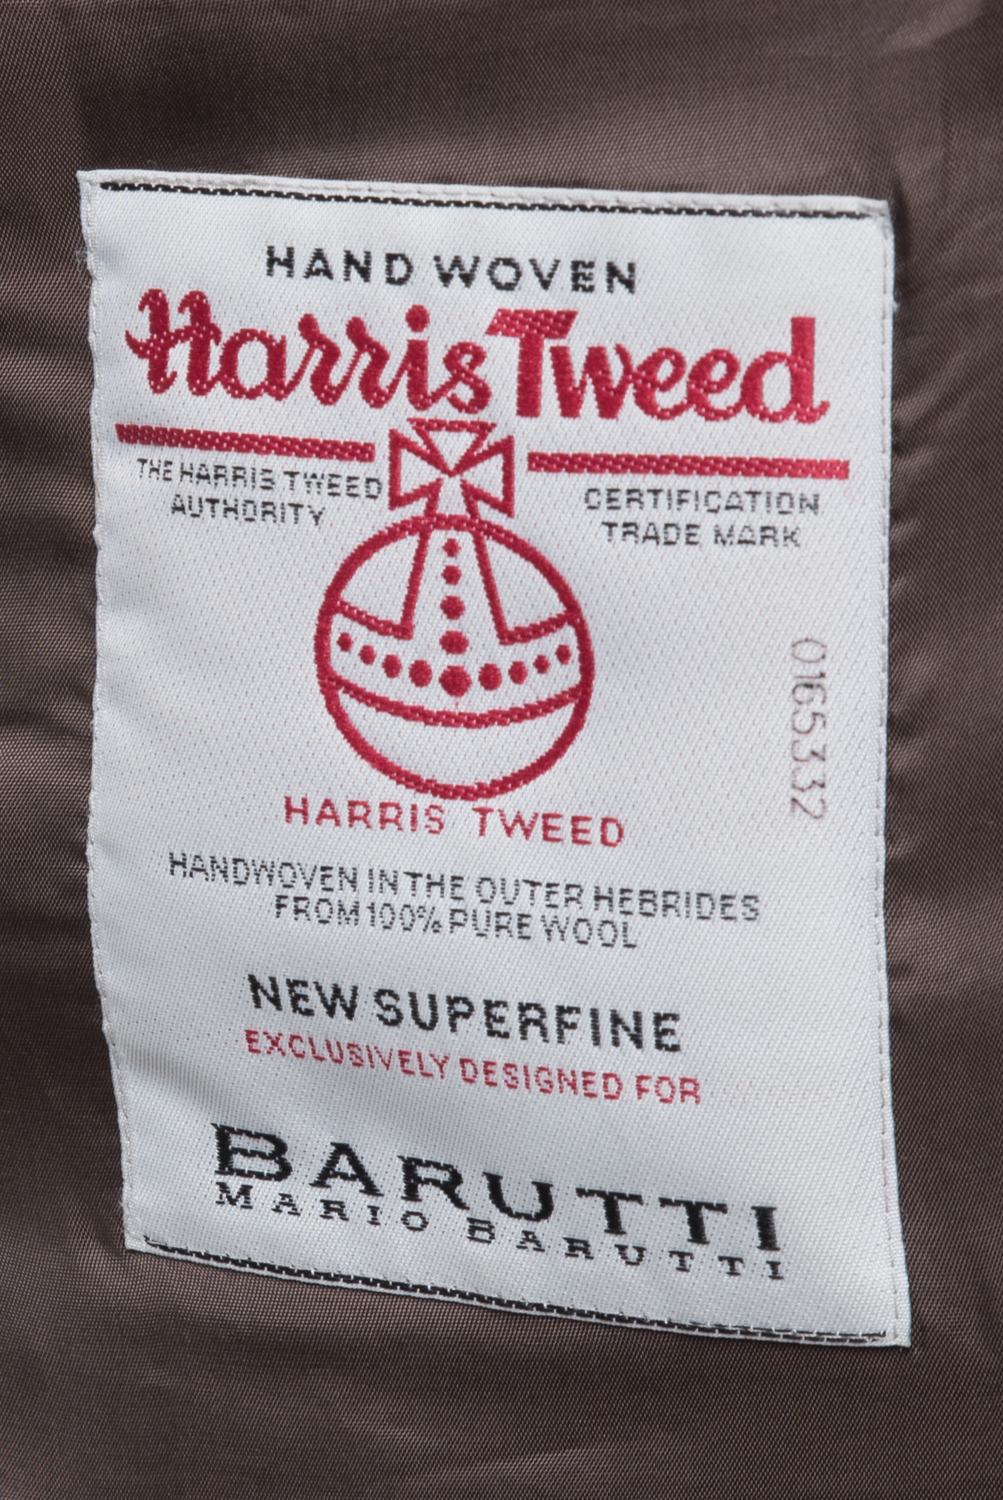 HAND WOVEN
Harris Tweed
THE HARRIS TWEED
AUTHORITY
CERTIFICATION
TRADE MARK
0165332
HARRIS TWEED
HANDWOVEN IN THE OUTER HEBRIDES
FROM 100% PURE WOOL
NEW SUPERFINE
EXCLUSIVELY DESIGNED FOR
BARUTTI
MARIO BARUTTI